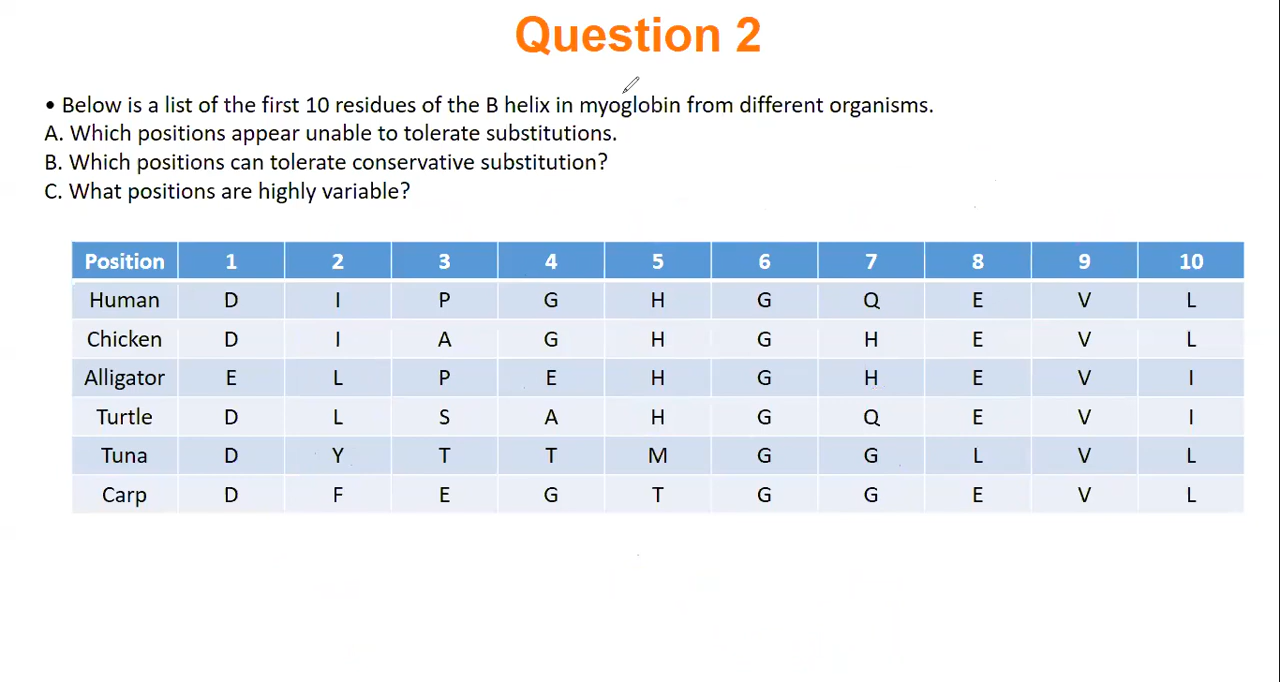 Question 2
• Below is a list of the first 10 residues of the B helix in myoglobin from different organisms.
A. Which positions appear unable to tolerate substitutions.
B. Which positions can tolerate conservative substitution?
C. What positions are highly variable?
Position 1 2 3 4 5 6 7 8 9 10
Human D I P G H G Q E V L
Chicken D I A G H G H E V L
Alligator E L P E H G H E V I
Turtle D L S A H G Q E V I
Tuna D Y T T M G G L V L
Carp D F E G T G G E V L